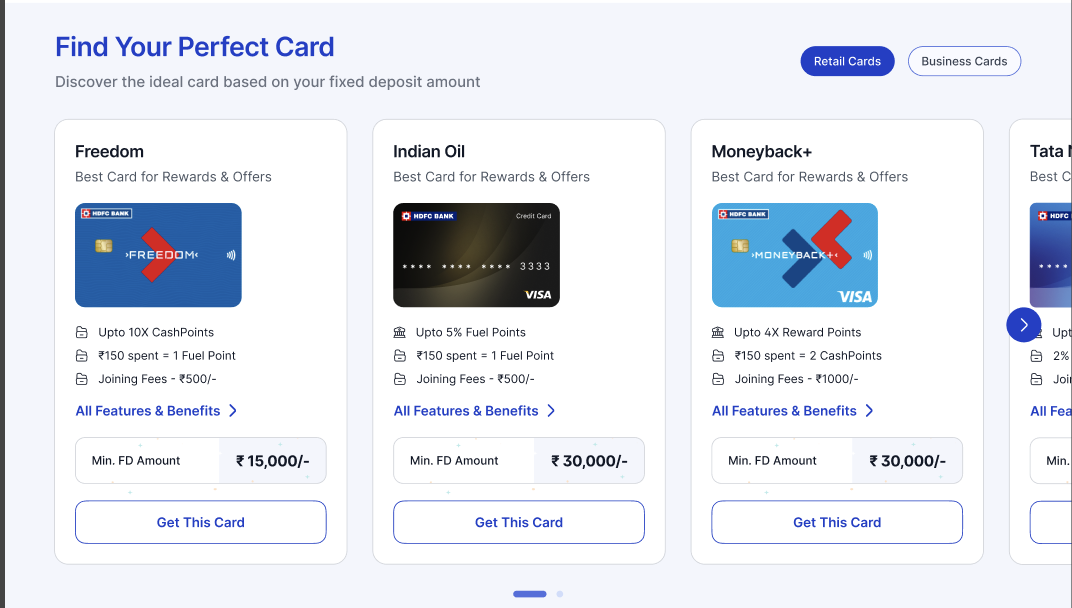 Find Your Perfect Card
Discover the ideal card based on your fixed deposit amount
Retail Cards
Business Cards
Freedom
Best Card for Rewards & Offers
HDFC BANK
FREEDOM
Upto 10X CashPoints
₹150 spent = 1 Fuel Point
Joining Fees - ₹500/-
All Features & Benefits
Min. FD Amount
₹ 15,000/-
Get This Card
Indian Oil
Best Card for Rewards & Offers
HDFC BANK
Credit Card
**** **** **** 3333
VISA
Upto 5% Fuel Points
₹150 spent = 1 Fuel Point
Joining Fees - ₹500/-
All Features & Benefits
Min. FD Amount
₹ 30,000/-
Get This Card
Moneyback+
Best Card for Rewards & Offers
HDFC BANK
MONEYBACK+
VISA
Upto 4X Reward Points
₹150 spent = 2 CashPoints
Joining Fees - ₹1000/-
All Features & Benefits
Min. FD Amount
₹ 30,000/-
Get This Card
Tata
Best
HDFC
****
2%
All
Min.